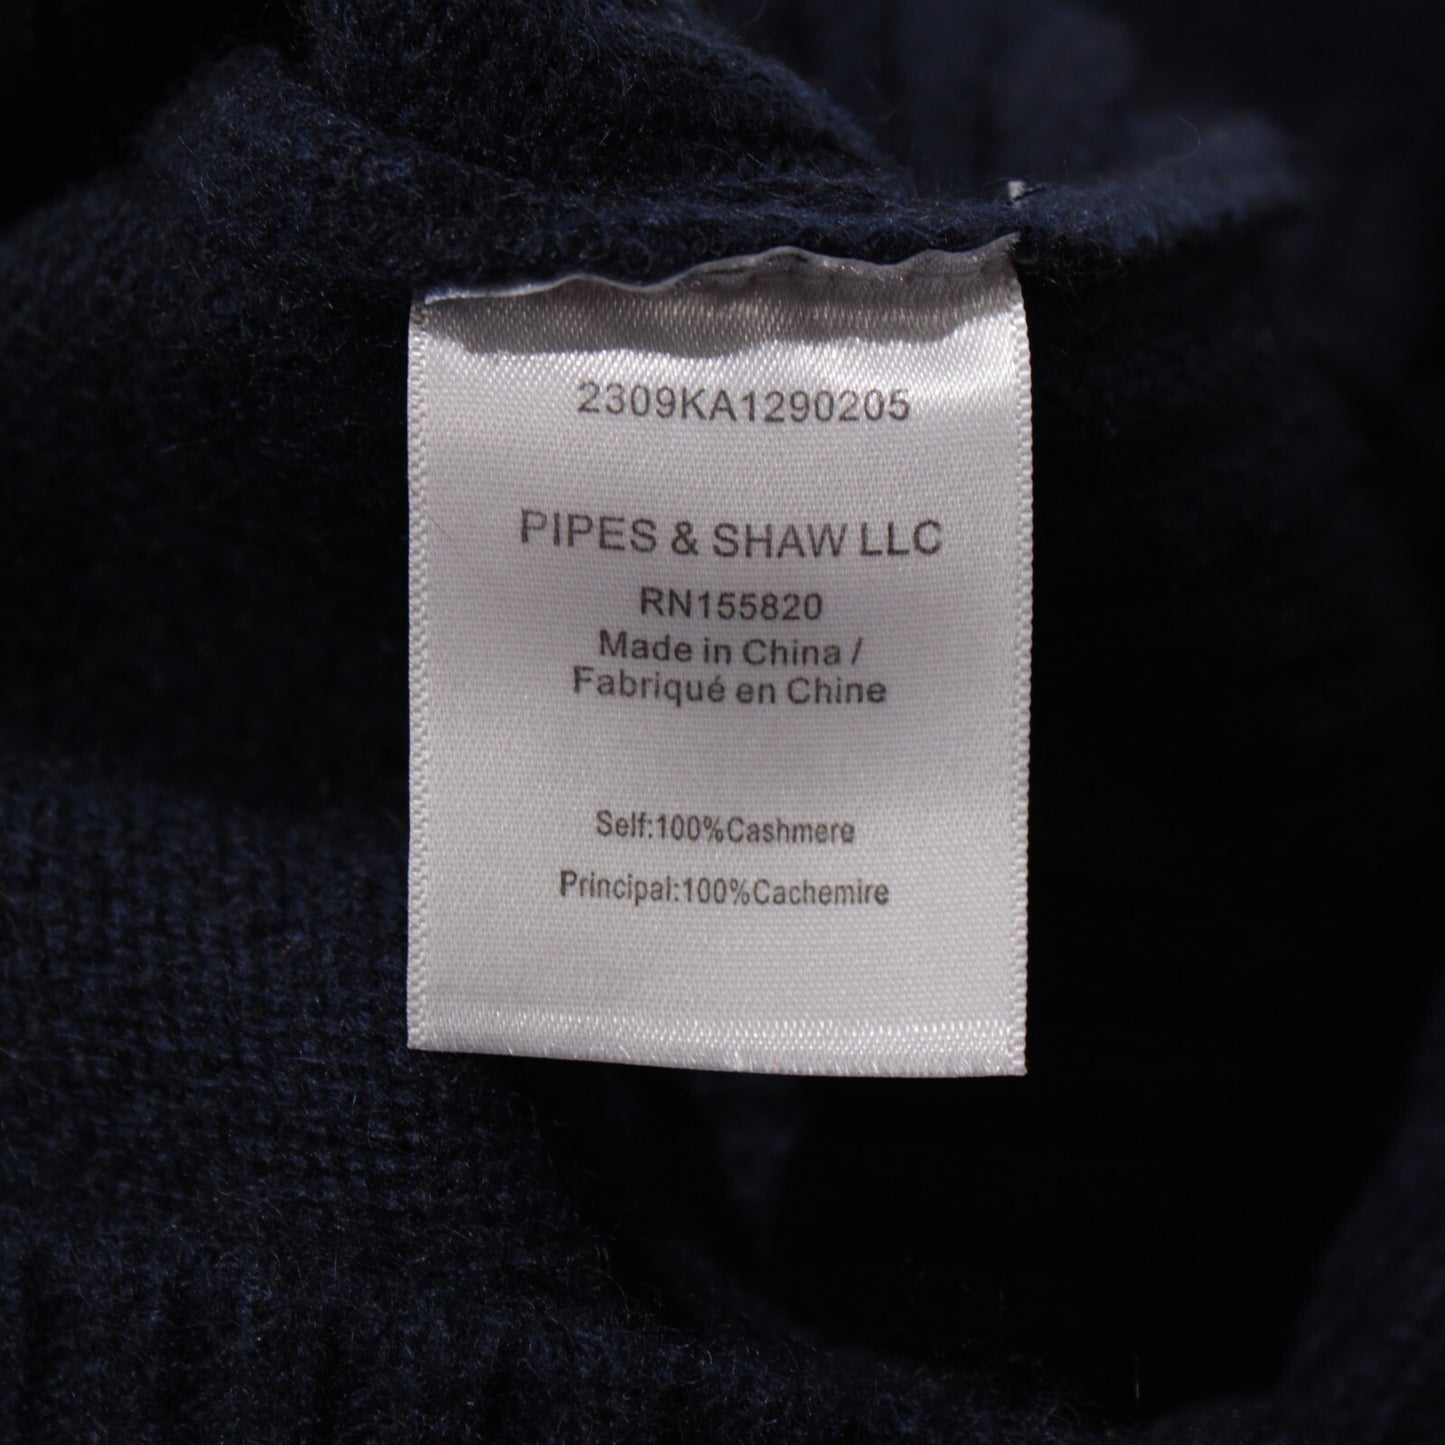 2309KA1290205
PIPES & SHAW LLC
RN155820
Made in China /
Fabriqué en Chine
Self:100%Cashmere
Principal:100%Cachemire